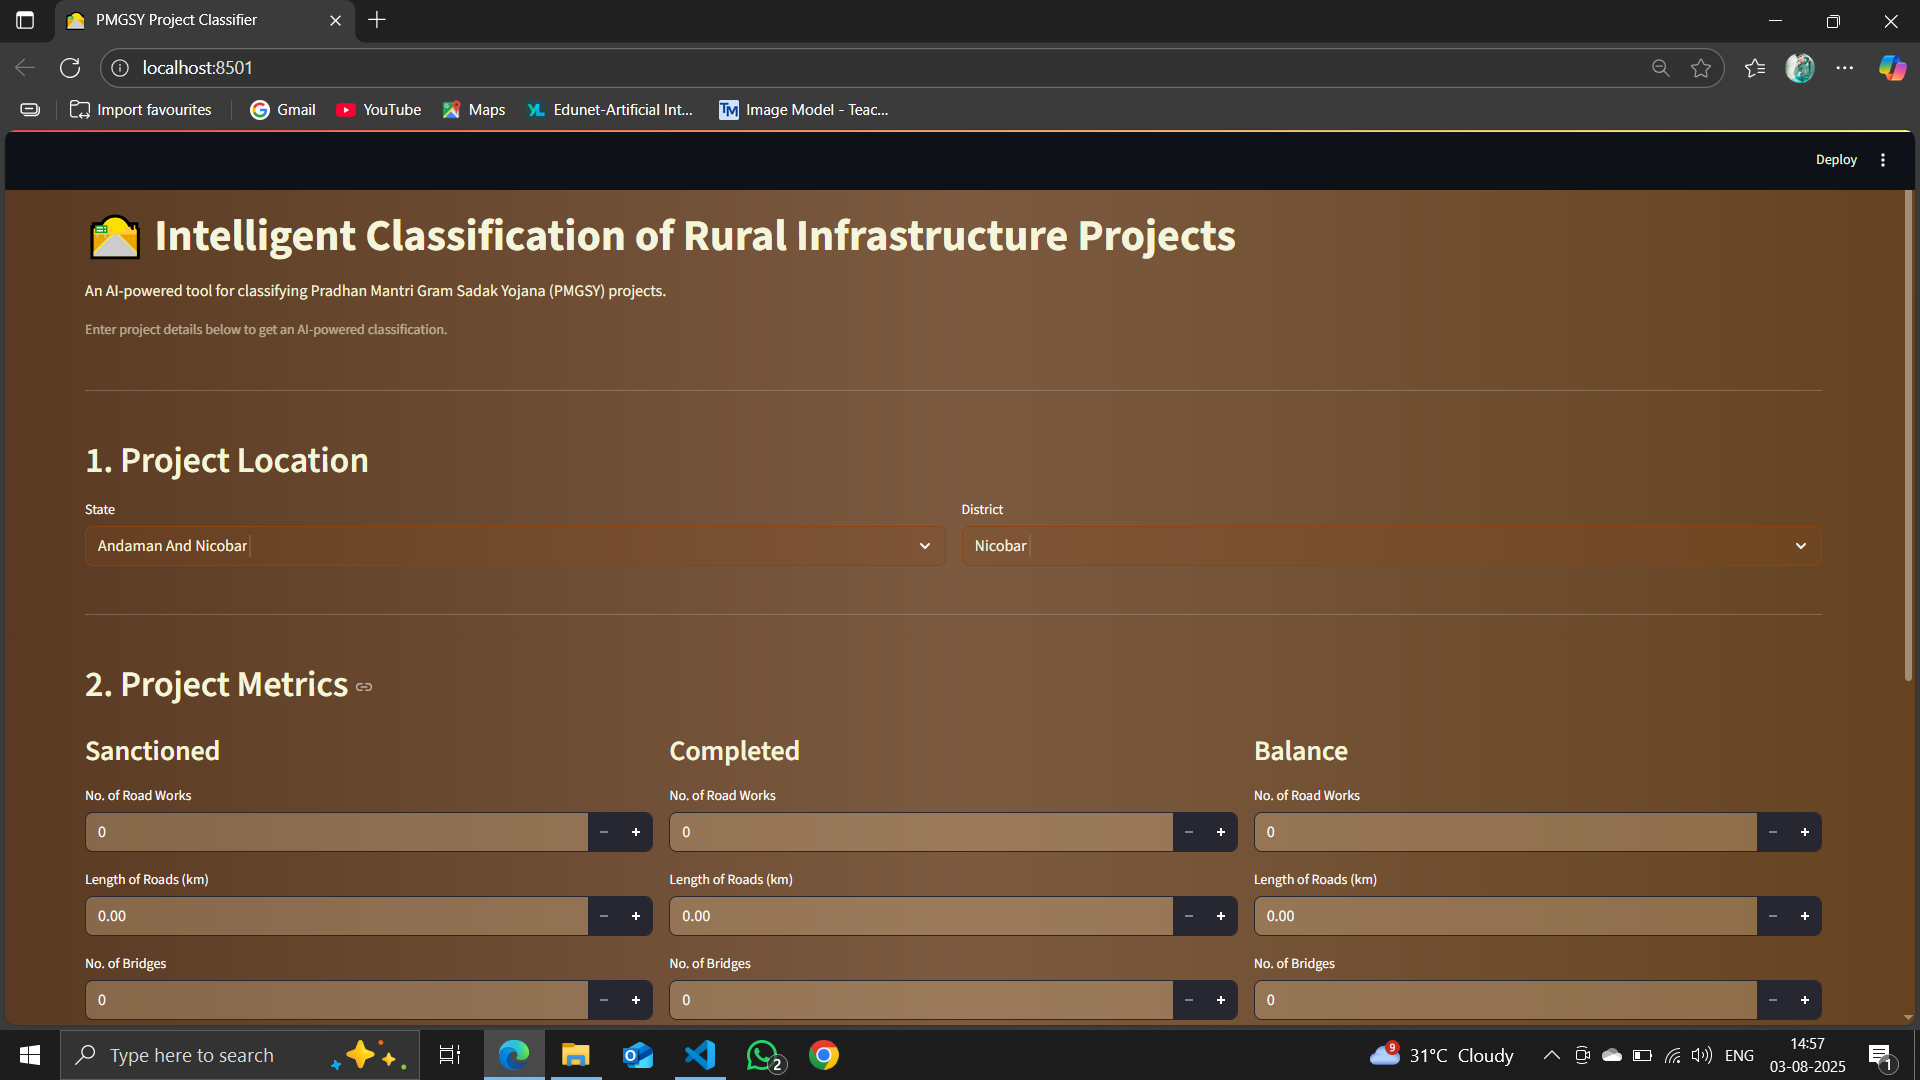 PMGSY Project Classifier
localhost:8501
Import favourites
Gmail
YouTube
Maps
Edunet-Artificial Int...
Image Model - Teac...
Deploy
Intelligent Classification of Rural Infrastructure Projects
An AI-powered tool for classifying Pradhan Mantri Gram Sadak Yojana (PMGSY) projects.
Enter project details below to get an AI-powered classification.
1. Project Location
State
District
Andaman And Nicobar
Nicobar
2. Project Metrics
Sanctioned
Completed
Balance
No. of Road Works
No. of Road Works
No. of Road Works
0
0
0
Length of Roads (km)
Length of Roads (km)
Length of Roads (km)
0.00
0.00
0.00
No. of Bridges
No. of Bridges
No. of Bridges
0
0
0
Type here to search
2
9
31°C Cloudy
ENG
14:57
03-08-2025
1